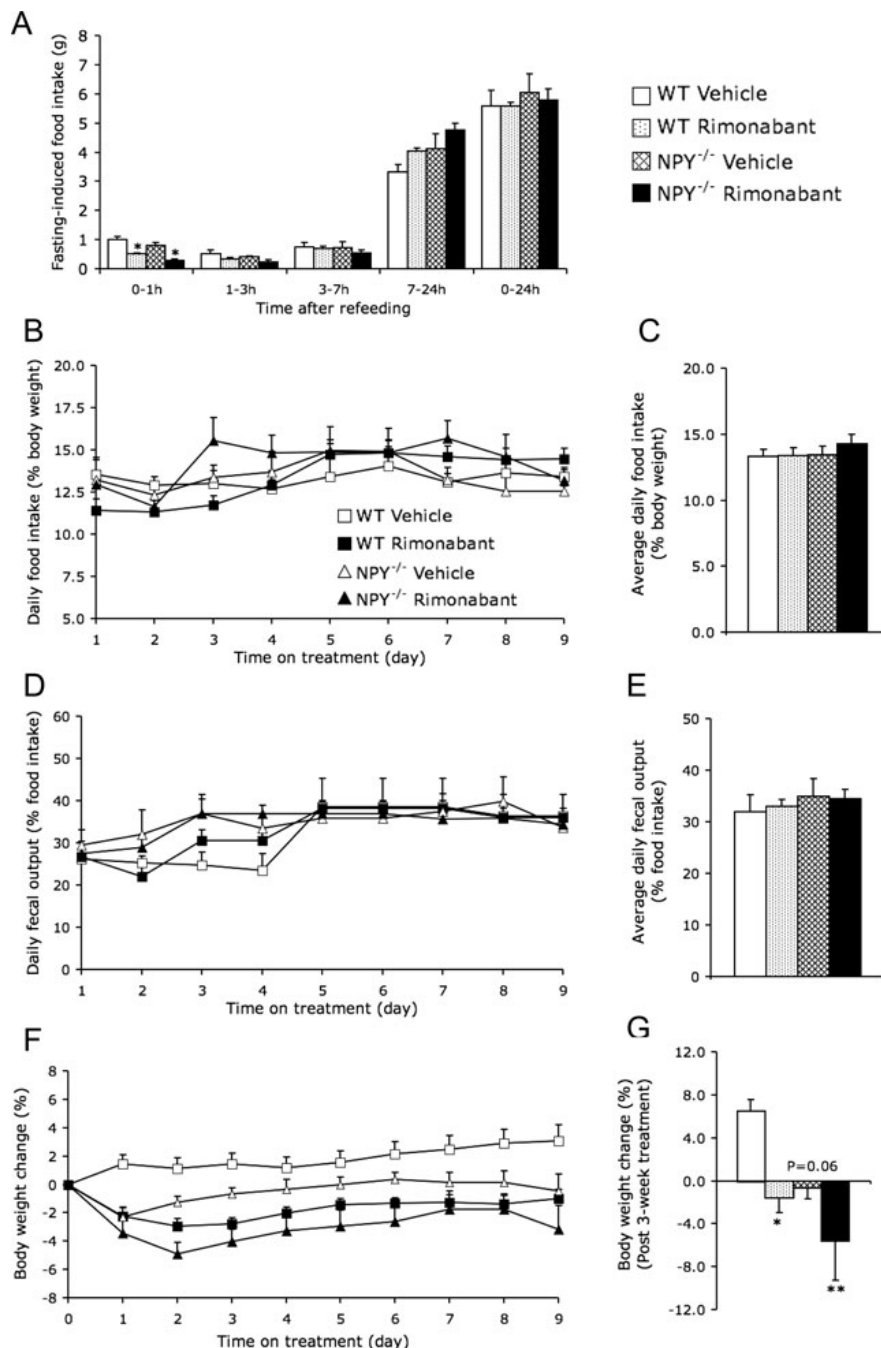 A
Fasting-induced food intake (g)
8
7
6
5
4
3
2
1
0
*
*
0-1h
1-3h
3-7h
7-24h
0-24h
Time after refeeding
WT Vehicle
WT Rimonabant
NPY-/- Vehicle
NPY-/- Rimonabant
B
Daily food intake (% body weight)
20.0
17.5
15.0
12.5
10.0
7.5
5.0
WT Vehicle
WT Rimonabant
NPY-/- Vehicle
NPY-/- Rimonabant
1 2 3 4 5 6 7 8 9
Time on treatment (day)
C
Average daily food intake
(% body weight)
20.0
15.0
10.0
5.0
0.0
D
Daily fecal output (% food intake)
60
50
40
30
20
10
0
1 2 3 4 5 6 7 8 9
Time on treatment (day)
E
Average daily fecal output
(% food intake)
50
40
30
20
10
0
F
Body weight change (%)
8
6
4
2
0
-2
-4
-6
-8
0 1 2 3 4 5 6 7 8 9
Time on treatment (day)
G
Body weight change (%)
(Post 3-week treatment)
12.0
8.0
4.0
0.0
-4.0
-8.0
-12.0
P=0.06
*
**